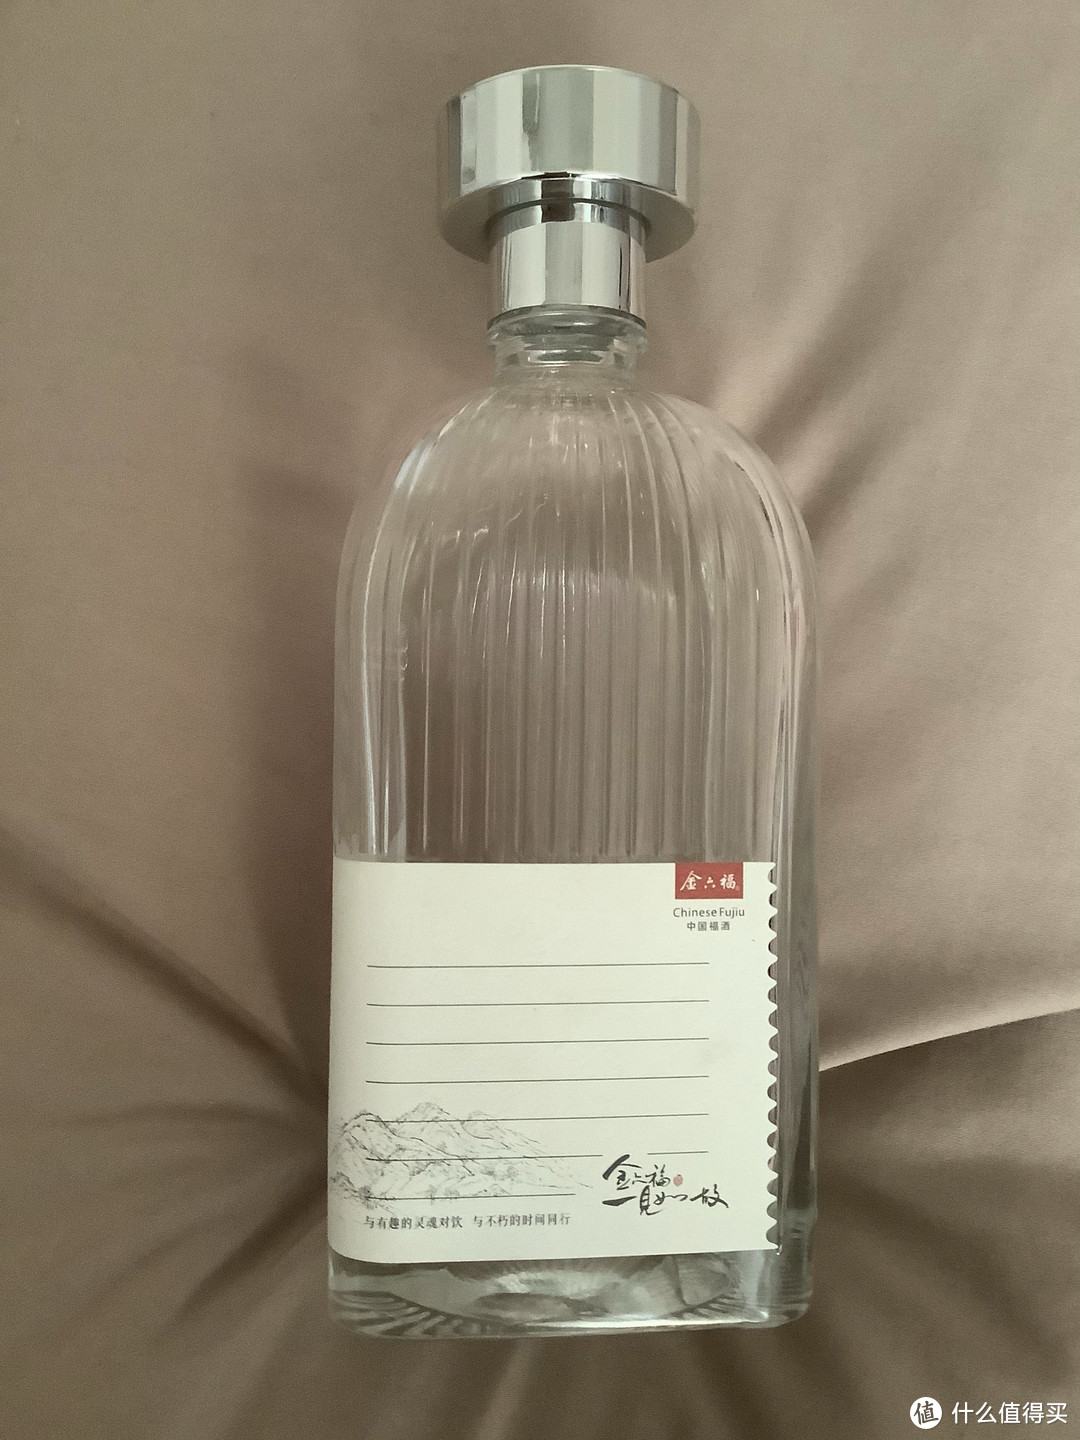 金六福
Chinese Fujiu
中国福酒
金六福
一见如故
与有趣的灵魂对饮 与不朽的时间同行
值 什么值得买